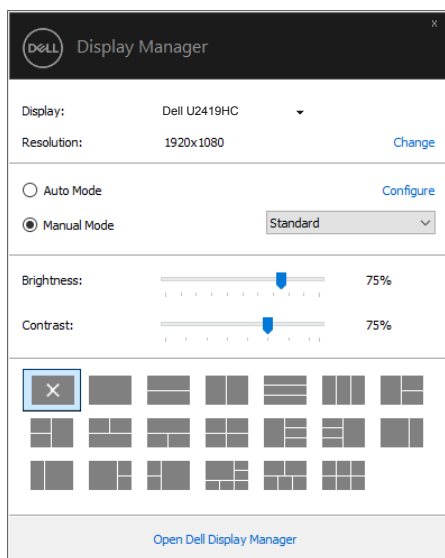 x
DELL Display Manager
Display: Dell U2419HC
Resolution: 1920x1080 Change
Auto Mode Configure
Manual Mode Standard
Brightness: 75%
Contrast: 75%
Open Dell Display Manager